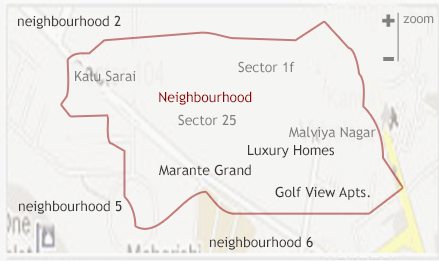 neighbourhood 2
+ zoom
−
Sector 1f
Katu Sarai
Neighbourhood
Sector 25
Malviya Nagar
Luxury Homes
Marante Grand
Golf View Apts.
neighbourhood 5
neighbourhood 6